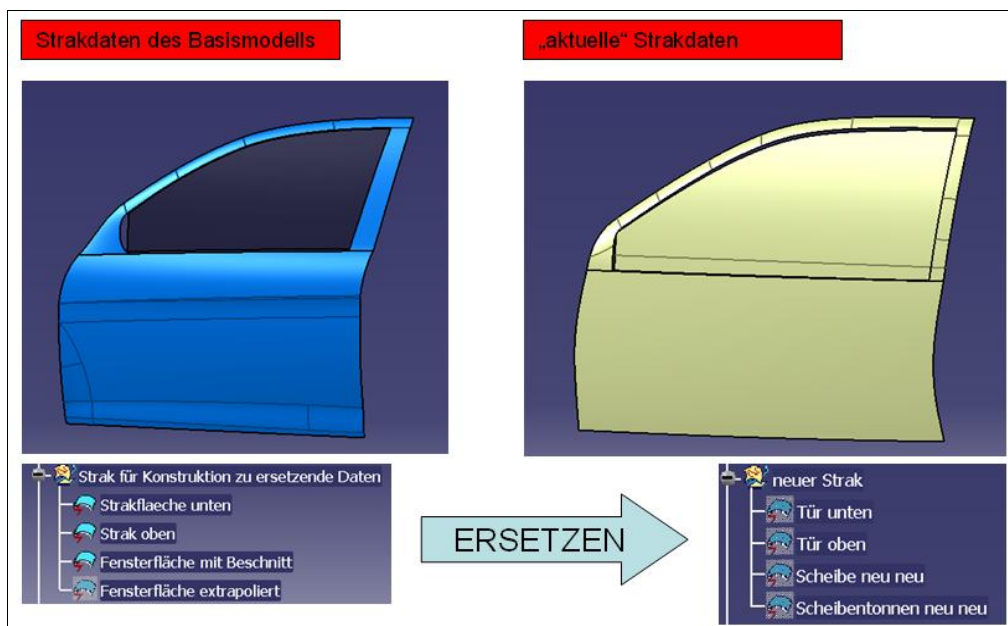 Strakdaten des Basismodells
„aktuelle“ Strakdaten
Strak für Konstruktion zu ersetzende Daten
Strakflaeche unten
Strak oben
Fensterfläche mit Beschnitt
Fensterfläche extrapoliert
ERSETZEN
neuer Strak
Tür unten
Tür oben
Scheibe neu neu
Scheibentonnen neu neu